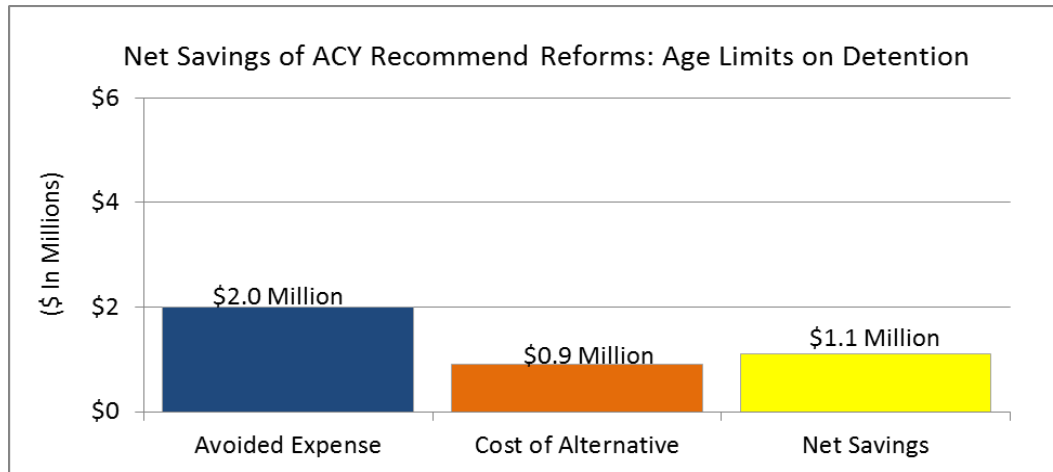 Net Savings of ACY Recommend Reforms: Age Limits on Detention
($ In Millions)
$6
$4
$2
$0
$2.0 Million
$0.9 Million
$1.1 Million
Avoided Expense
Cost of Alternative
Net Savings